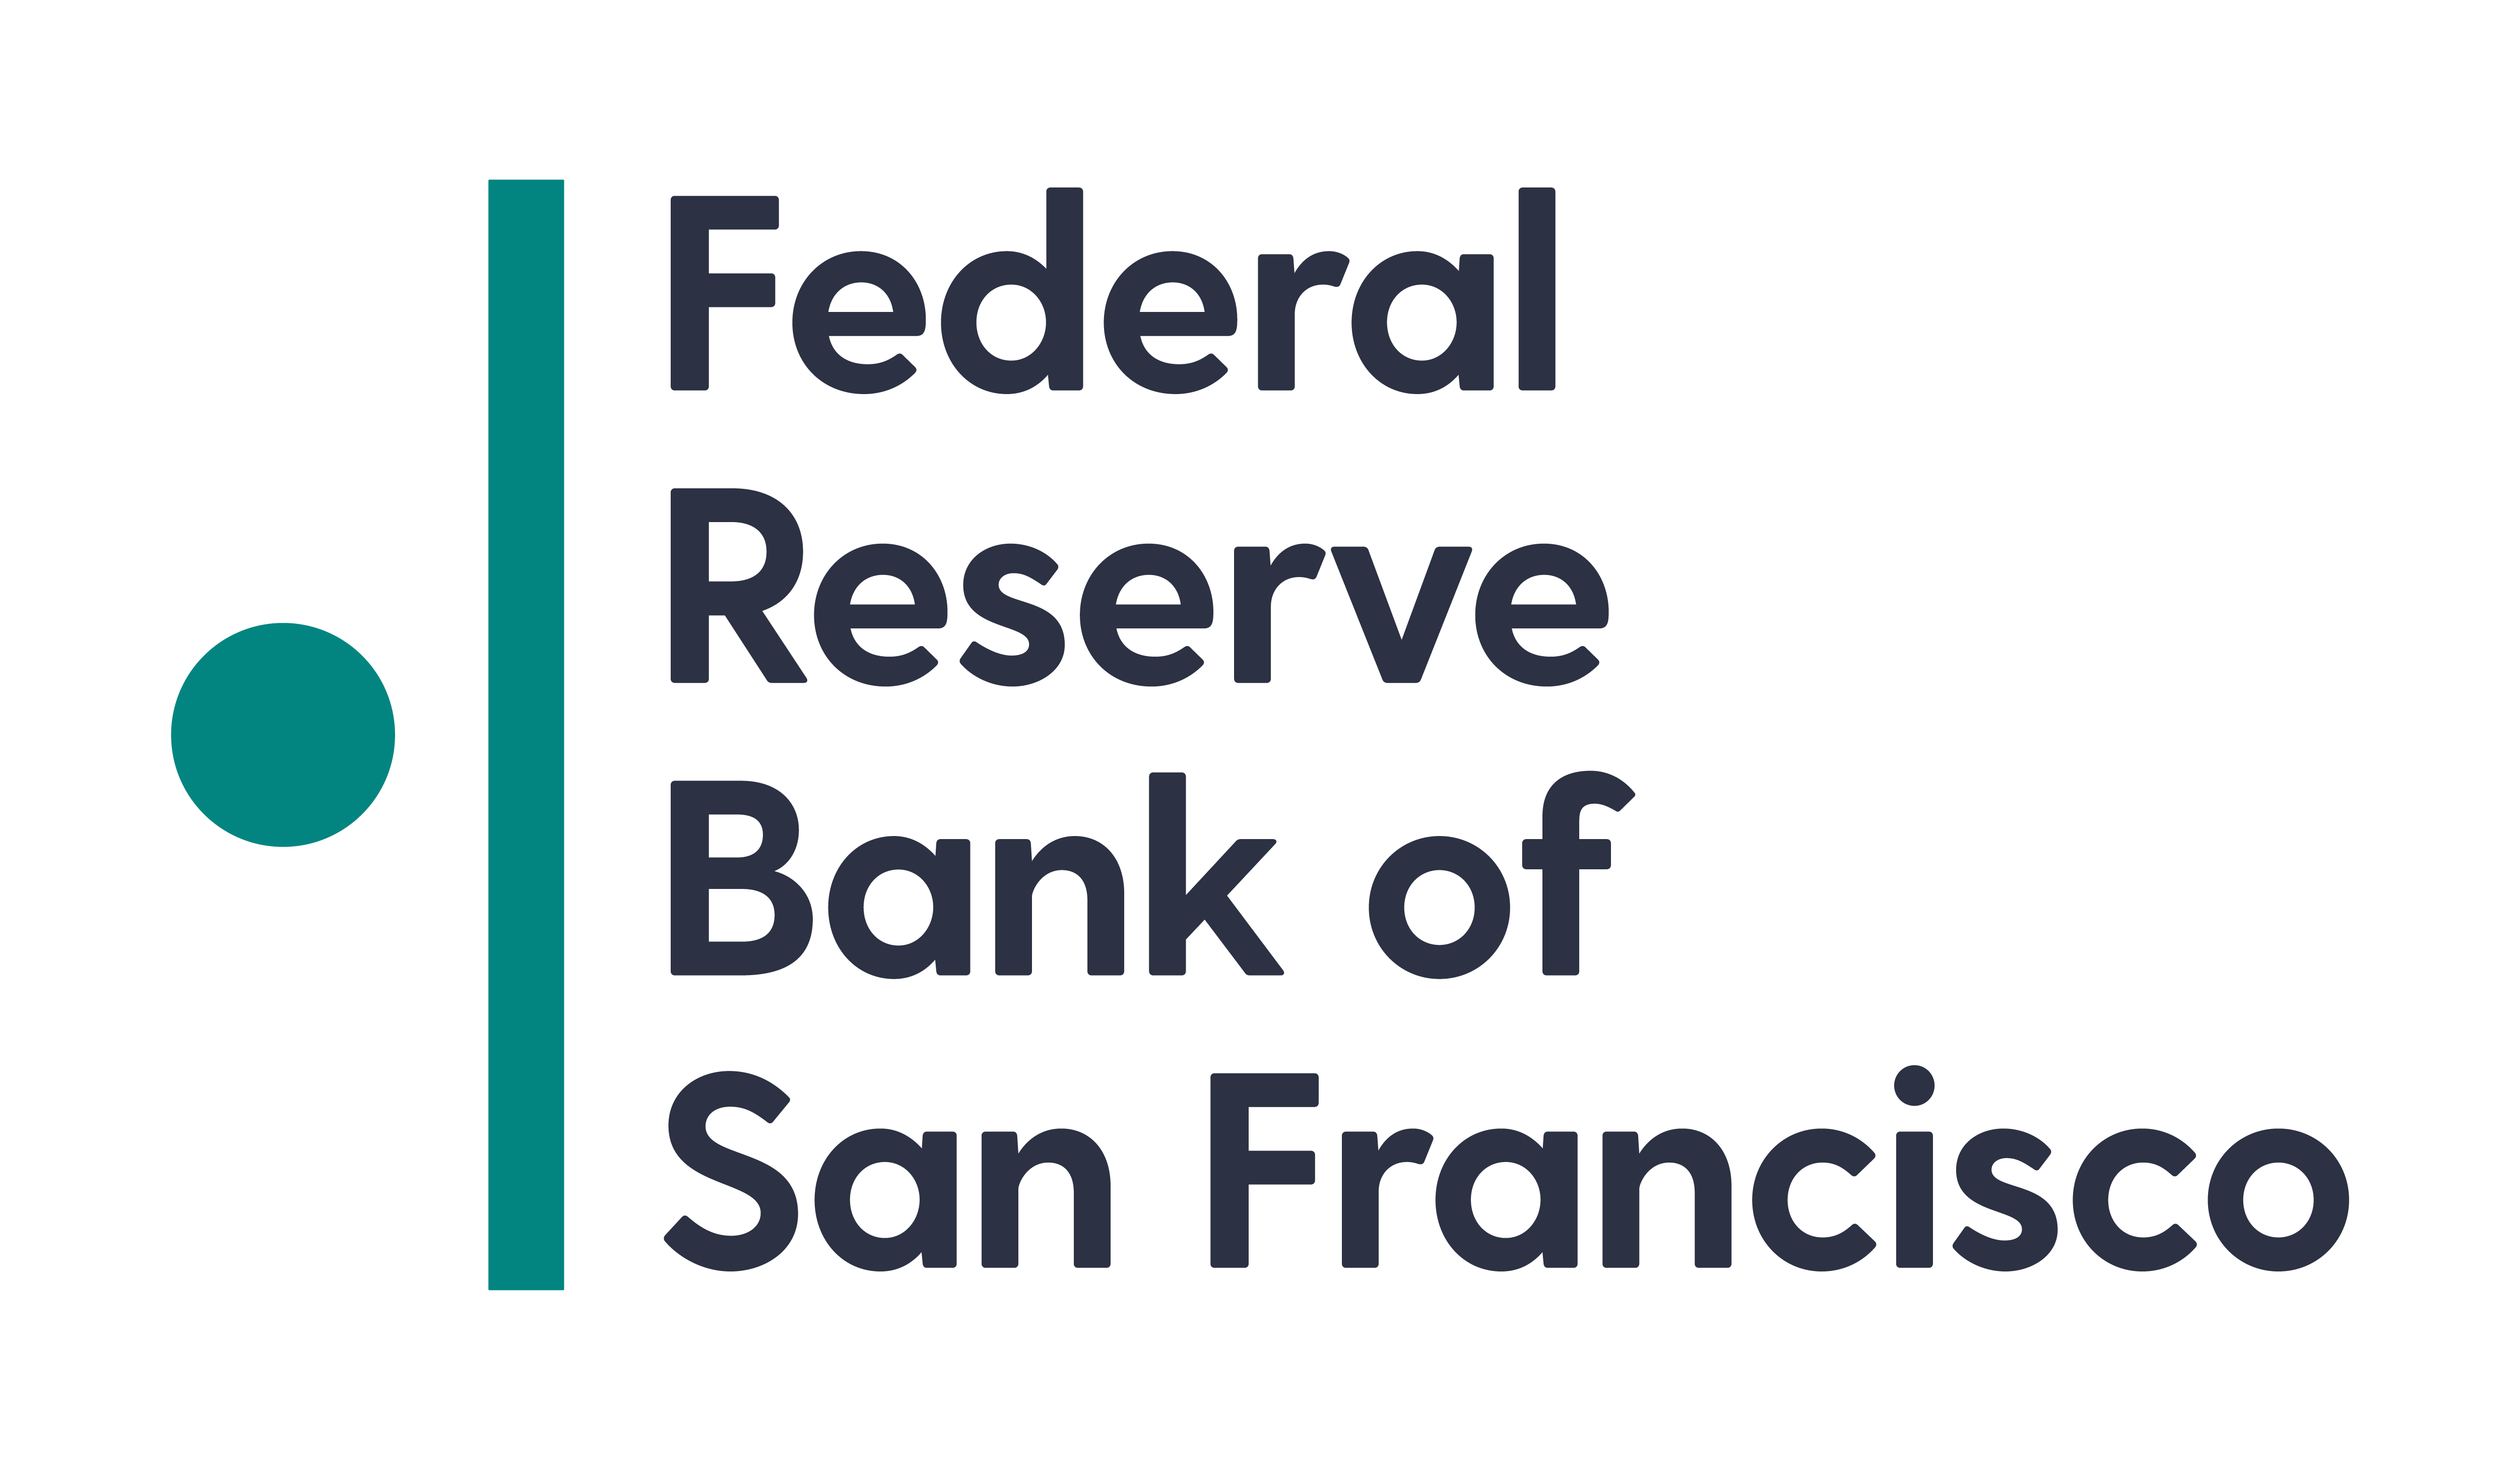 Federal
Reserve
Bank of
San Francisco